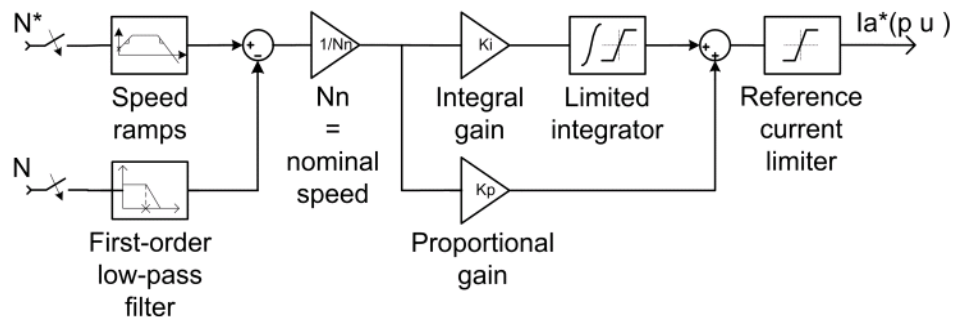 N*
Ia*(p u )
+
−
1/Nn
Ki
+
+
Speed
ramps
Nn
=
nominal
speed
Integral
gain
Limited
integrator
Reference
current
limiter
N
Kp
First-order
low-pass
filter
Proportional
gain